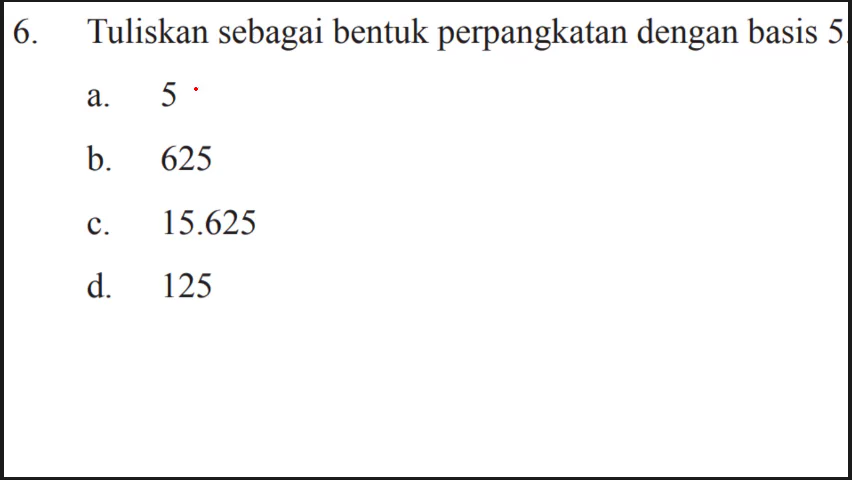 6. Tuliskan sebagai bentuk perpangkatan dengan basis 5.
a. 5
b. 625
c. 15.625
d. 125